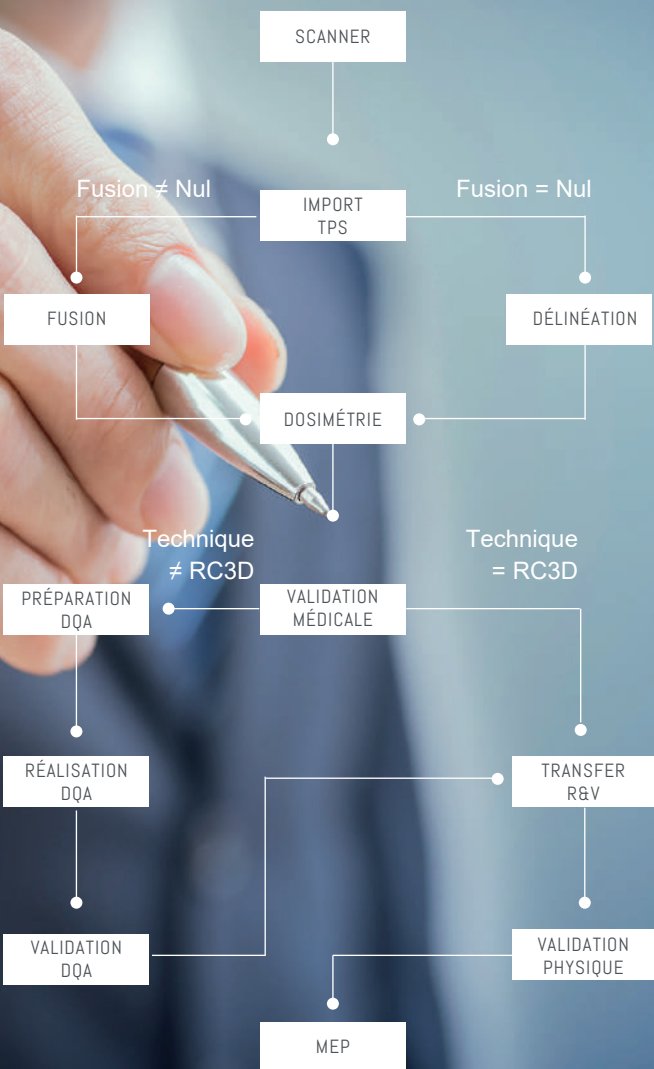 SCANNER
Fusion ≠ Nul
IMPORT
TPS
Fusion = Nul
FUSION
DÉLINÉATION
DOSIMÉTRIE
Technique
≠ RC3D
Technique
= RC3D
PRÉPARATION
DQA
VALIDATION
MÉDICALE
RÉALISATION
DQA
TRANSFER
R&V
VALIDATION
DQA
VALIDATION
PHYSIQUE
MEP